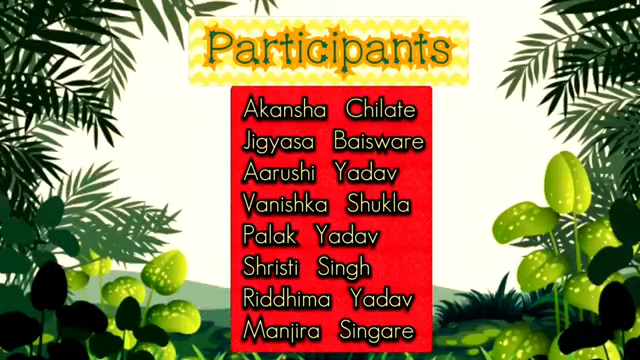 Participants
Akansha Chilate
Jigyasa Baisware
Aarushi Yadav
Vanishka Shukla
Palak Yadav
Shristi Singh
Riddhima Yadav
Manjira Singare